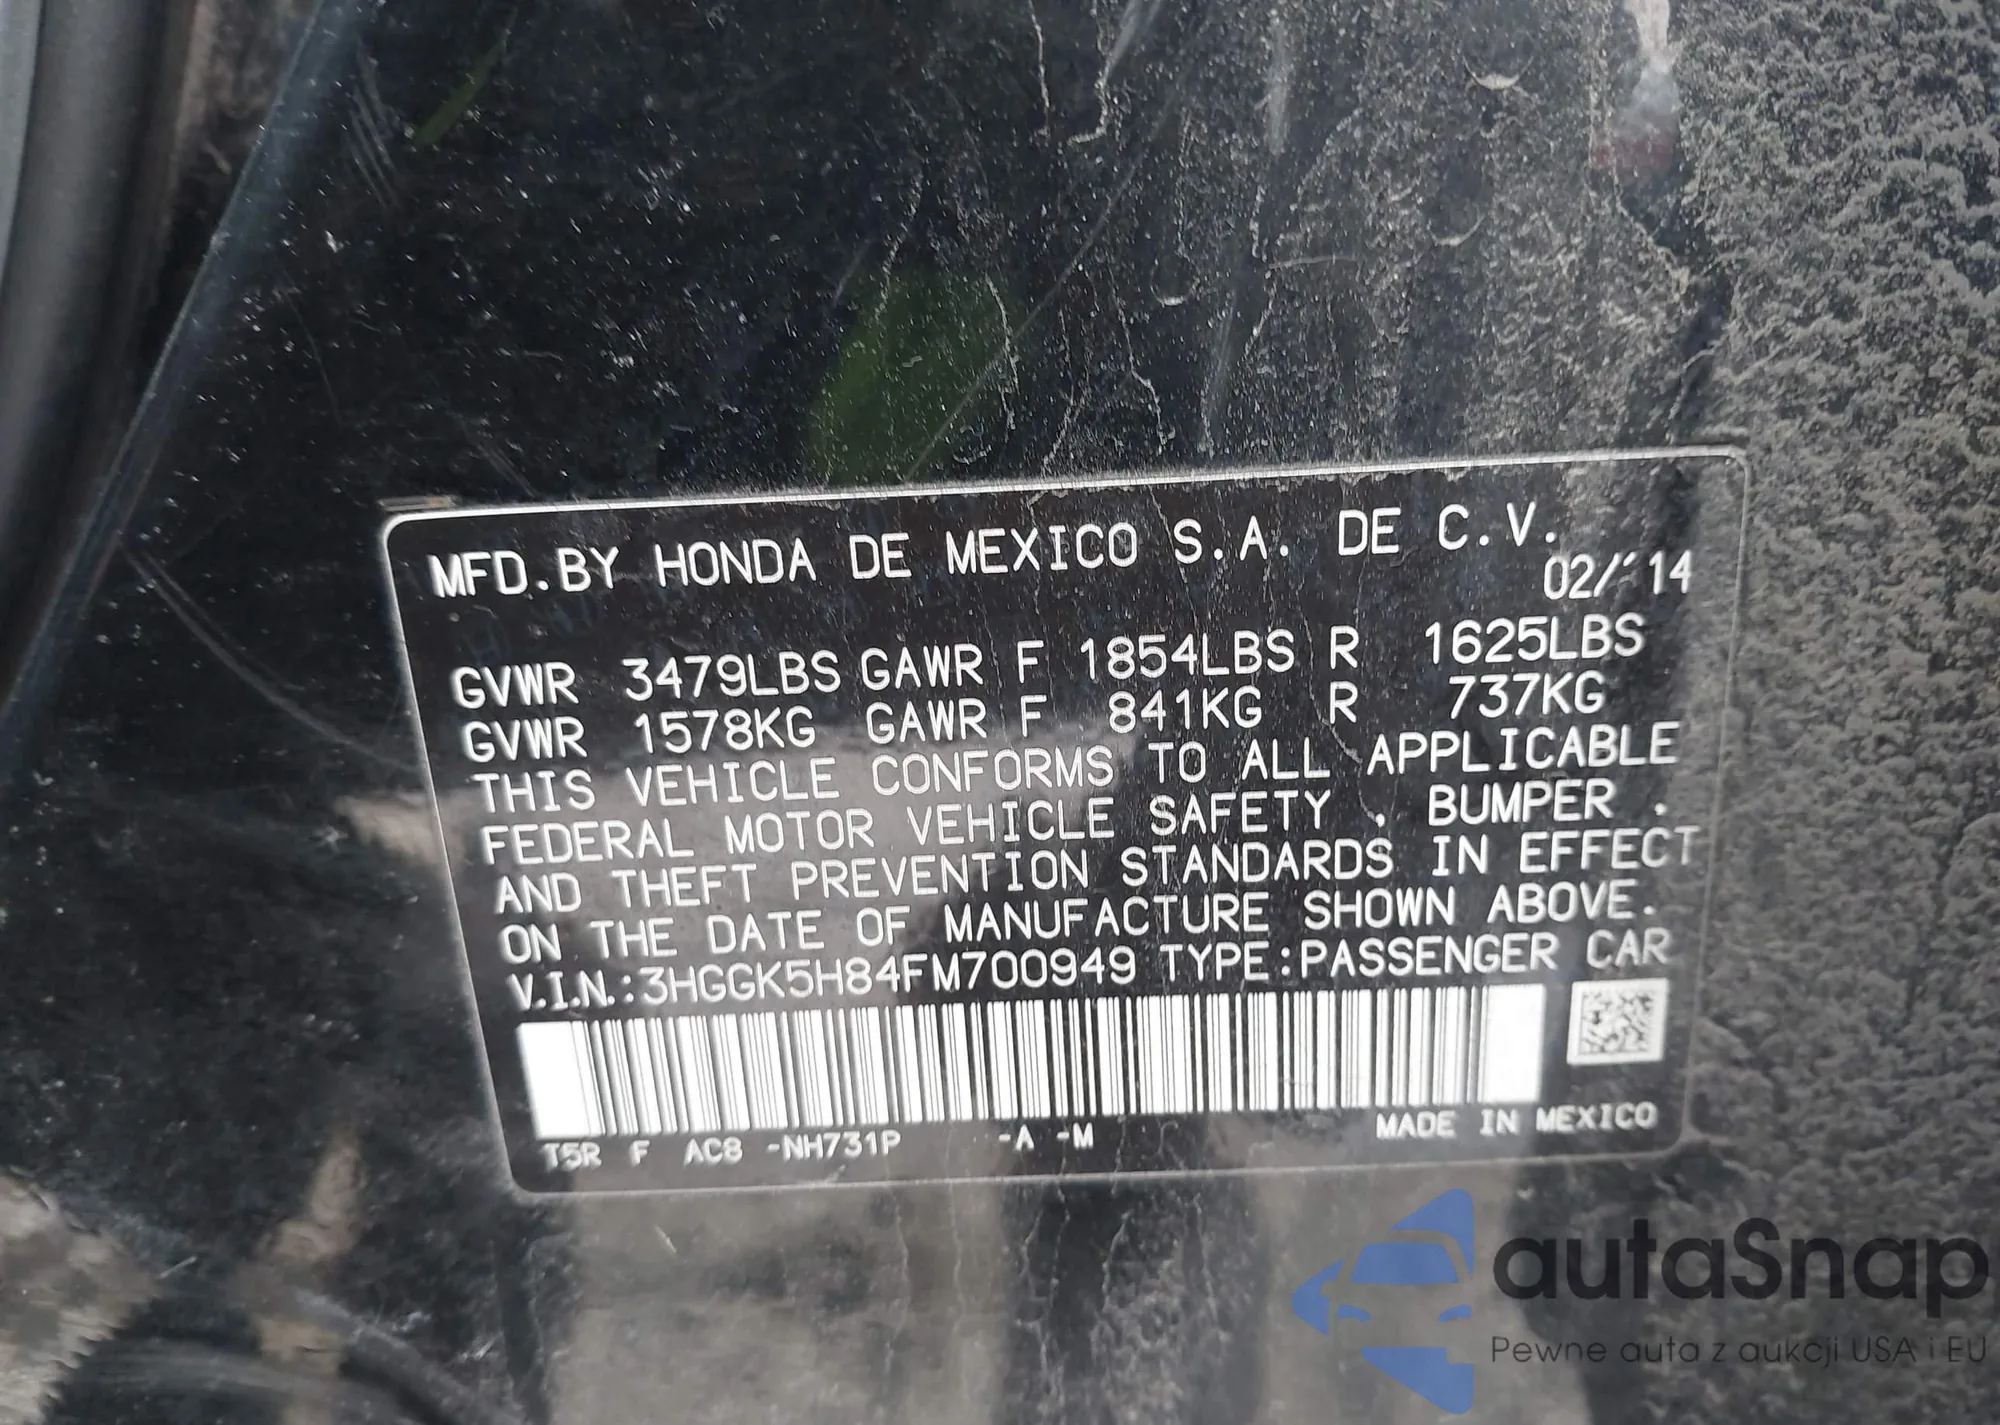 MFD.BY HONDA DE MEXICO S.A. DE C.V.
02/'14
GVWR 3479LBS GAWR F 1854LBS R 1625LBS
GVWR 1578KG GAWR F 841KG R 737KG
THIS VEHICLE CONFORMS TO ALL APPLICABLE
FEDERAL MOTOR VEHICLE SAFETY , BUMPER ,
AND THEFT PREVENTION STANDARDS IN EFFECT
ON THE DATE OF MANUFACTURE SHOWN ABOVE.
V.I.N.:3HGGK5H84FM700949 TYPE:PASSENGER CAR
T5R F AC8 -NH731P -A -M MADE IN MEXICO
autaSnap
Pewne auta z aukcji USA i EU